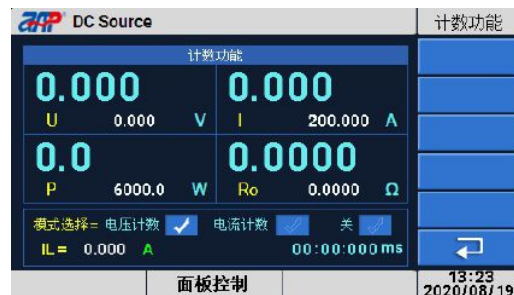 DC Source
计数功能
计数功能
0.000
0.000
U 0.000 V
I 200.000 A
0.0
0.0000
P 6000.0 W
Ro 0.0000 Ω
模式选择= 电压计数 电流计数 关
IL= 0.000 A 00:00:000 ms
面板控制
13:23
2020/08/19